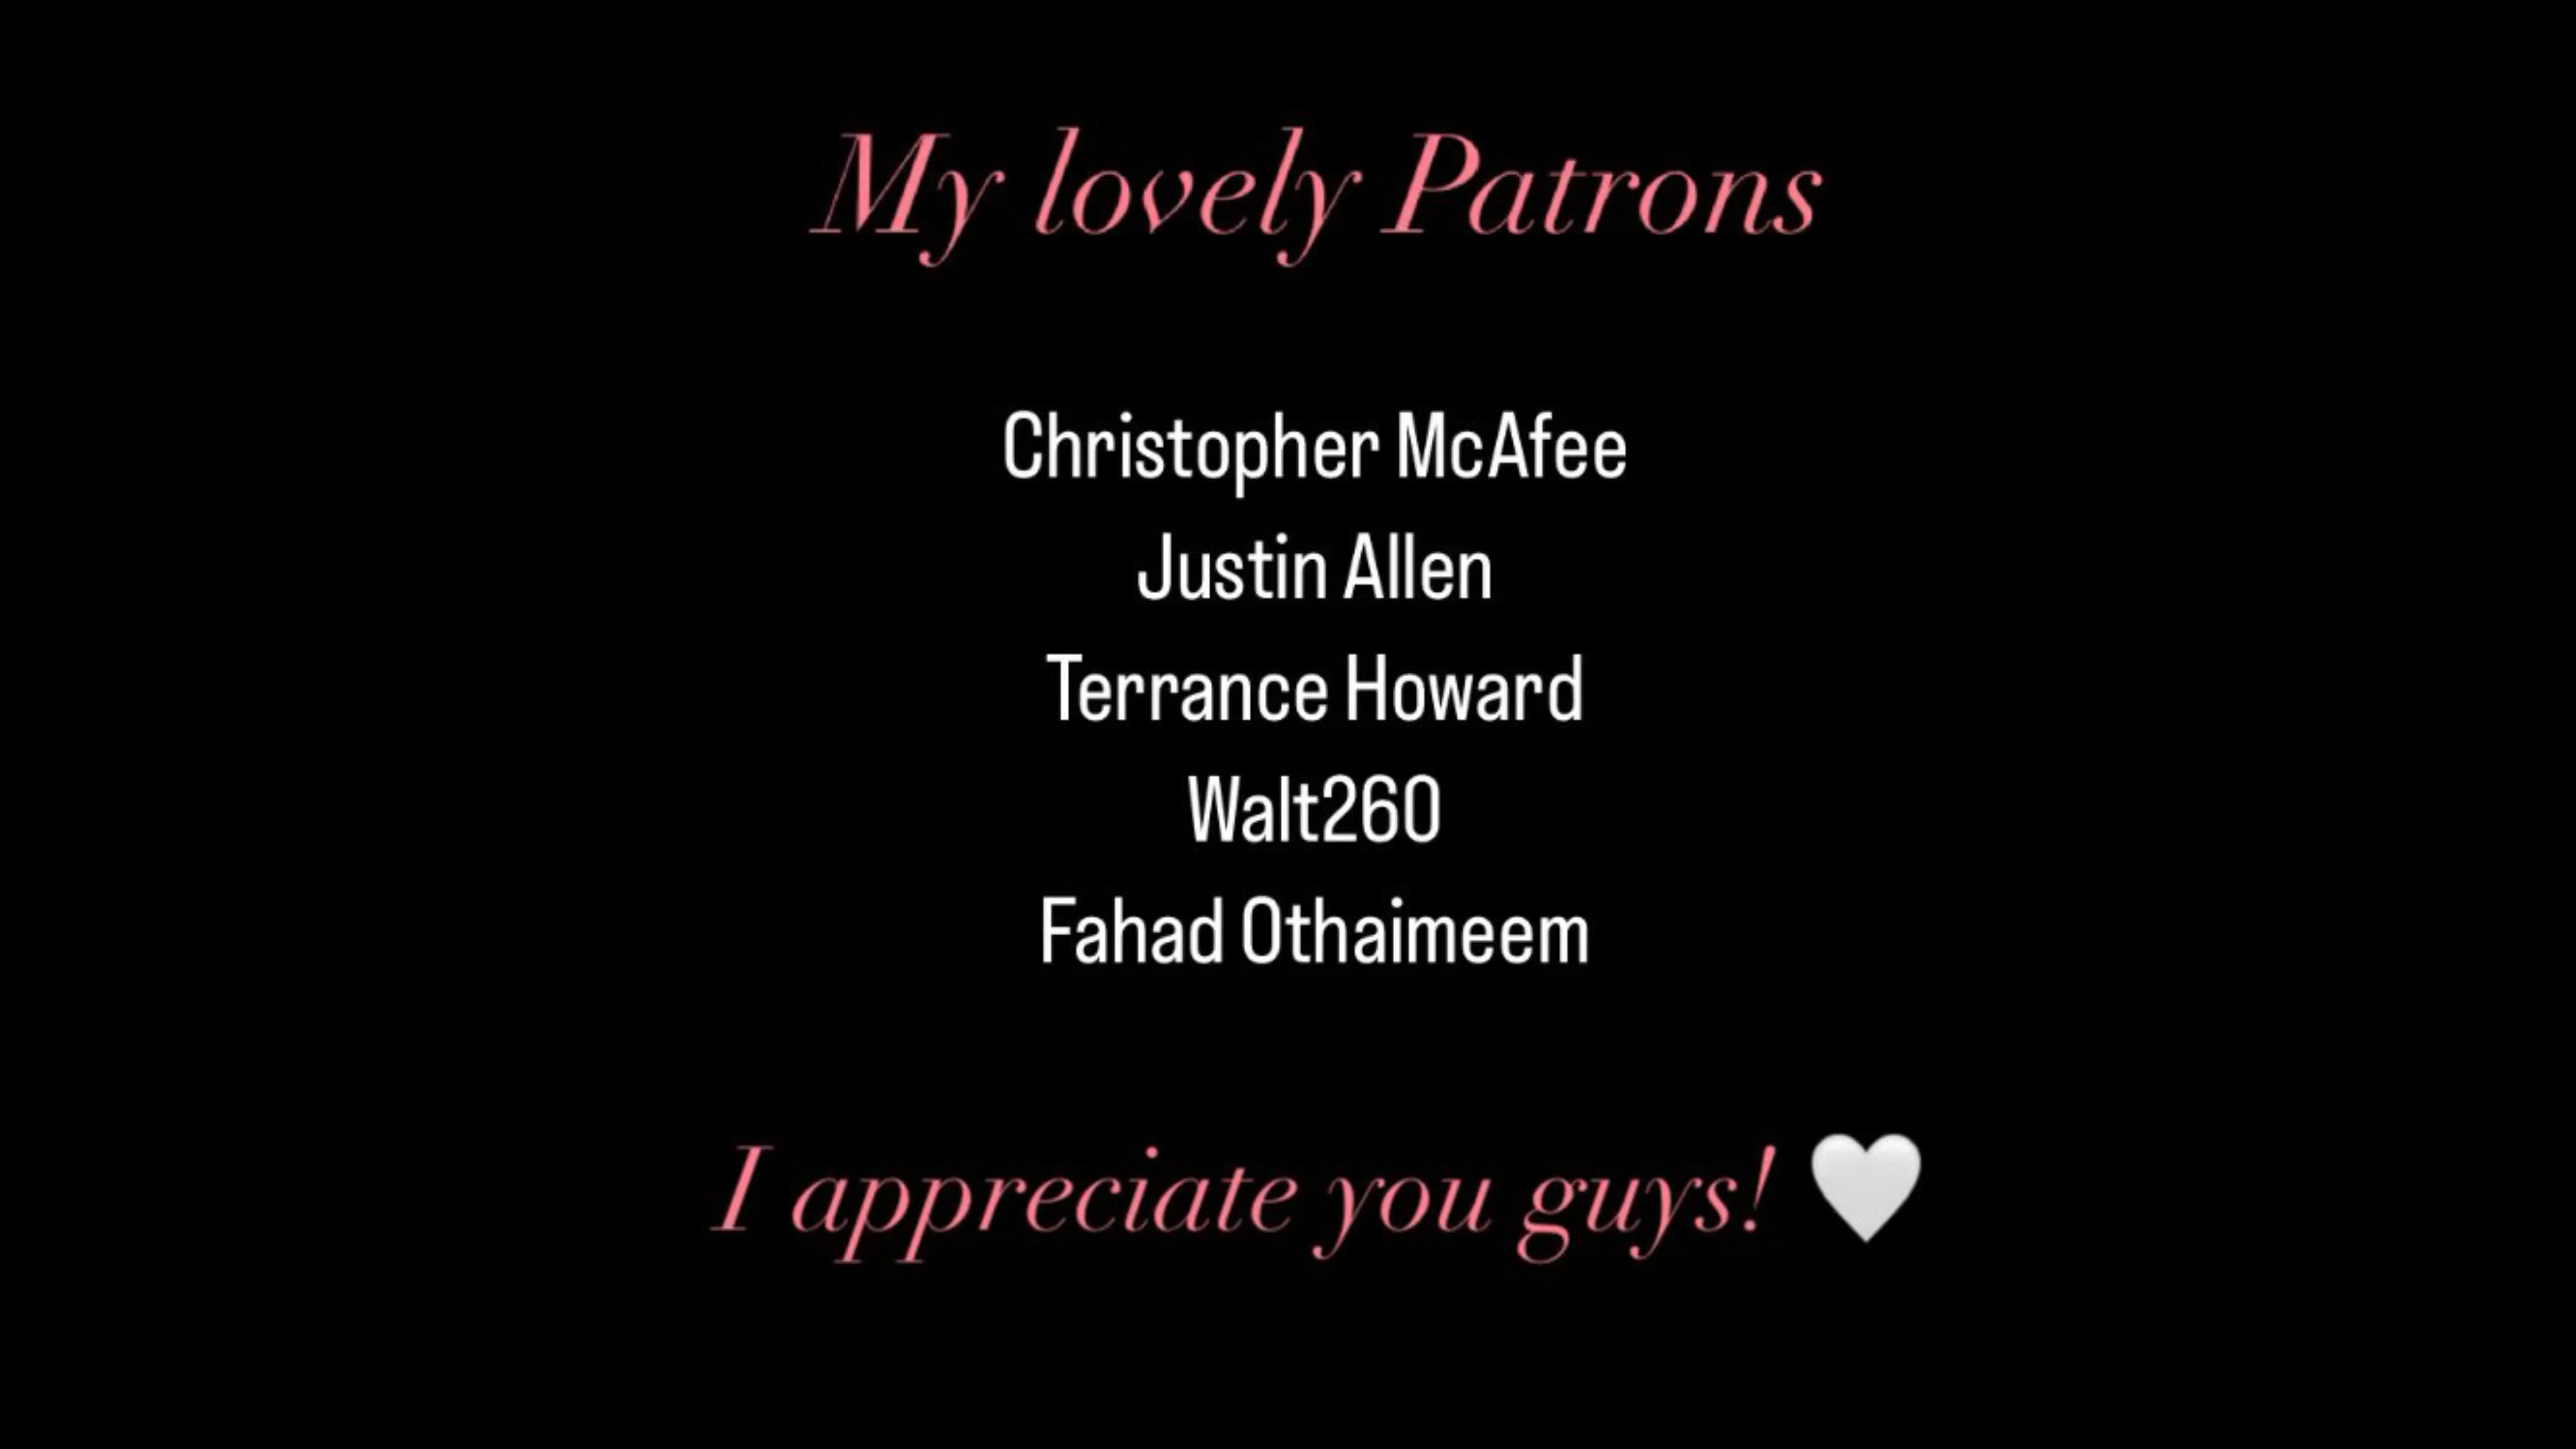 My lovely Patrons
Christopher McAfee
Justin Allen
Terrance Howard
Walt260
Fahad Othaimeem
I appreciate you guys! 🤍